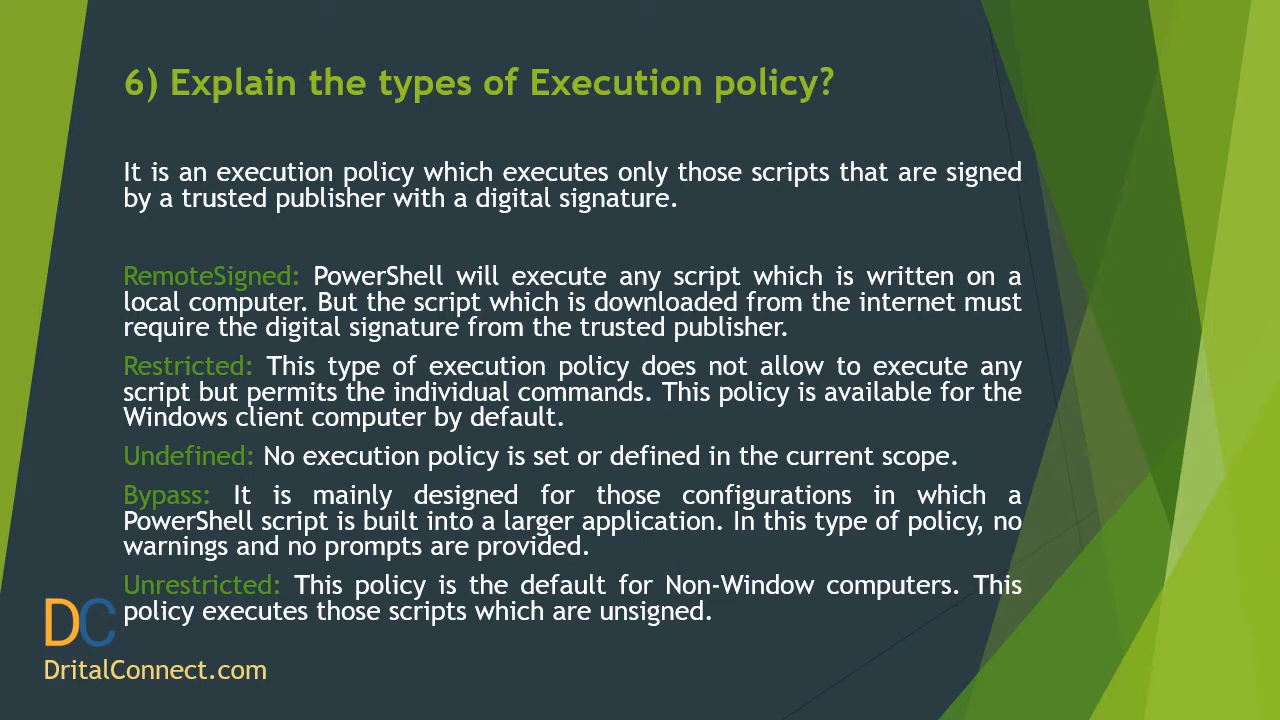 6) Explain the types of Execution policy?
It is an execution policy which executes only those scripts that are signed
by a trusted publisher with a digital signature.
RemoteSigned: PowerShell will execute any script which is written on a
local computer. But the script which is downloaded from the internet must
require the digital signature from the trusted publisher.
Restricted: This type of execution policy does not allow to execute any
script but permits the individual commands. This policy is available for the
Windows client computer by default.
Undefined: No execution policy is set or defined in the current scope.
Bypass: It is mainly designed for those configurations in which a
PowerShell script is built into a larger application. In this type of policy, no
warnings and no prompts are provided.
Unrestricted: This policy is the default for Non-Window computers. This
policy executes those scripts which are unsigned.
DC
DritalConnect.com